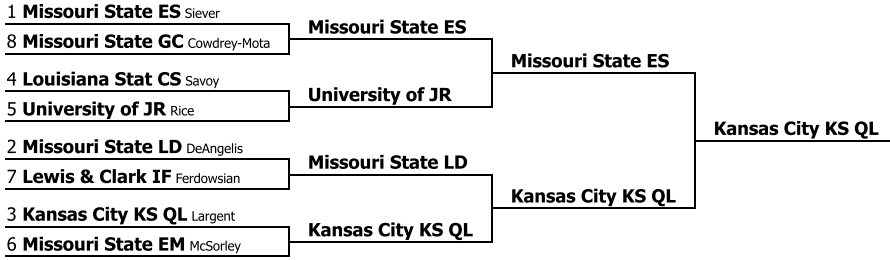 1 Missouri State ES Siever
8 Missouri State GC Cowdrey-Mota
4 Louisiana Stat CS Savoy
5 University of JR Rice
2 Missouri State LD DeAngelis
7 Lewis & Clark IF Ferdowsian
3 Kansas City KS QL Largent
6 Missouri State EM McSorley
Missouri State ES
University of JR
Missouri State LD
Kansas City KS QL
Missouri State ES
Kansas City KS QL
Kansas City KS QL